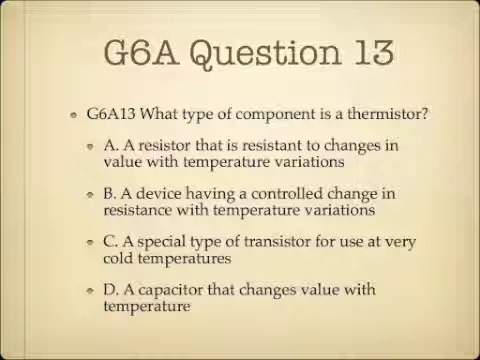 G6A Question 13
G6A13 What type of component is a thermistor?
A. A resistor that is resistant to changes in
value with temperature variations
B. A device having a controlled change in
resistance with temperature variations
C. A special type of transistor for use at very
cold temperatures
D. A capacitor that changes value with
temperature